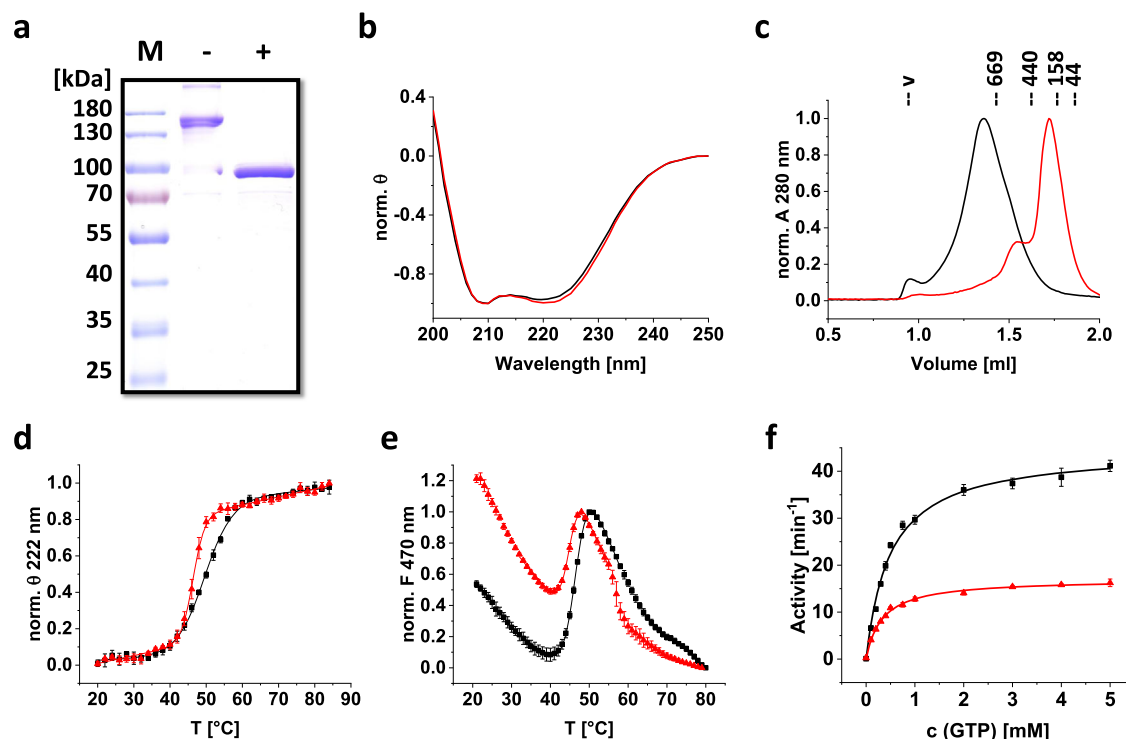 a
M - +
[kDa]
180
130
100
70
55
40
35
25
b
0.4
0.0
-0.4
-0.8
norm. θ
200 210 220 230 240 250
Wavelength [nm]
c
-- v
-- 669
-- 440
-- 158
-- 44
1.0
0.8
0.6
0.4
0.2
0.0
norm. A 280 nm
0.5 1.0 1.5 2.0
Volume [ml]
d
1.0
0.8
0.6
0.4
0.2
0.0
norm. θ 222 nm
20 30 40 50 60 70 80 90
T [°C]
e
1.2
1.0
0.8
0.6
0.4
0.2
0.0
norm. F 470 nm
20 30 40 50 60 70 80
T [°C]
f
40
30
20
10
0
Activity [min⁻¹]
0 1 2 3 4 5
c (GTP) [mM]